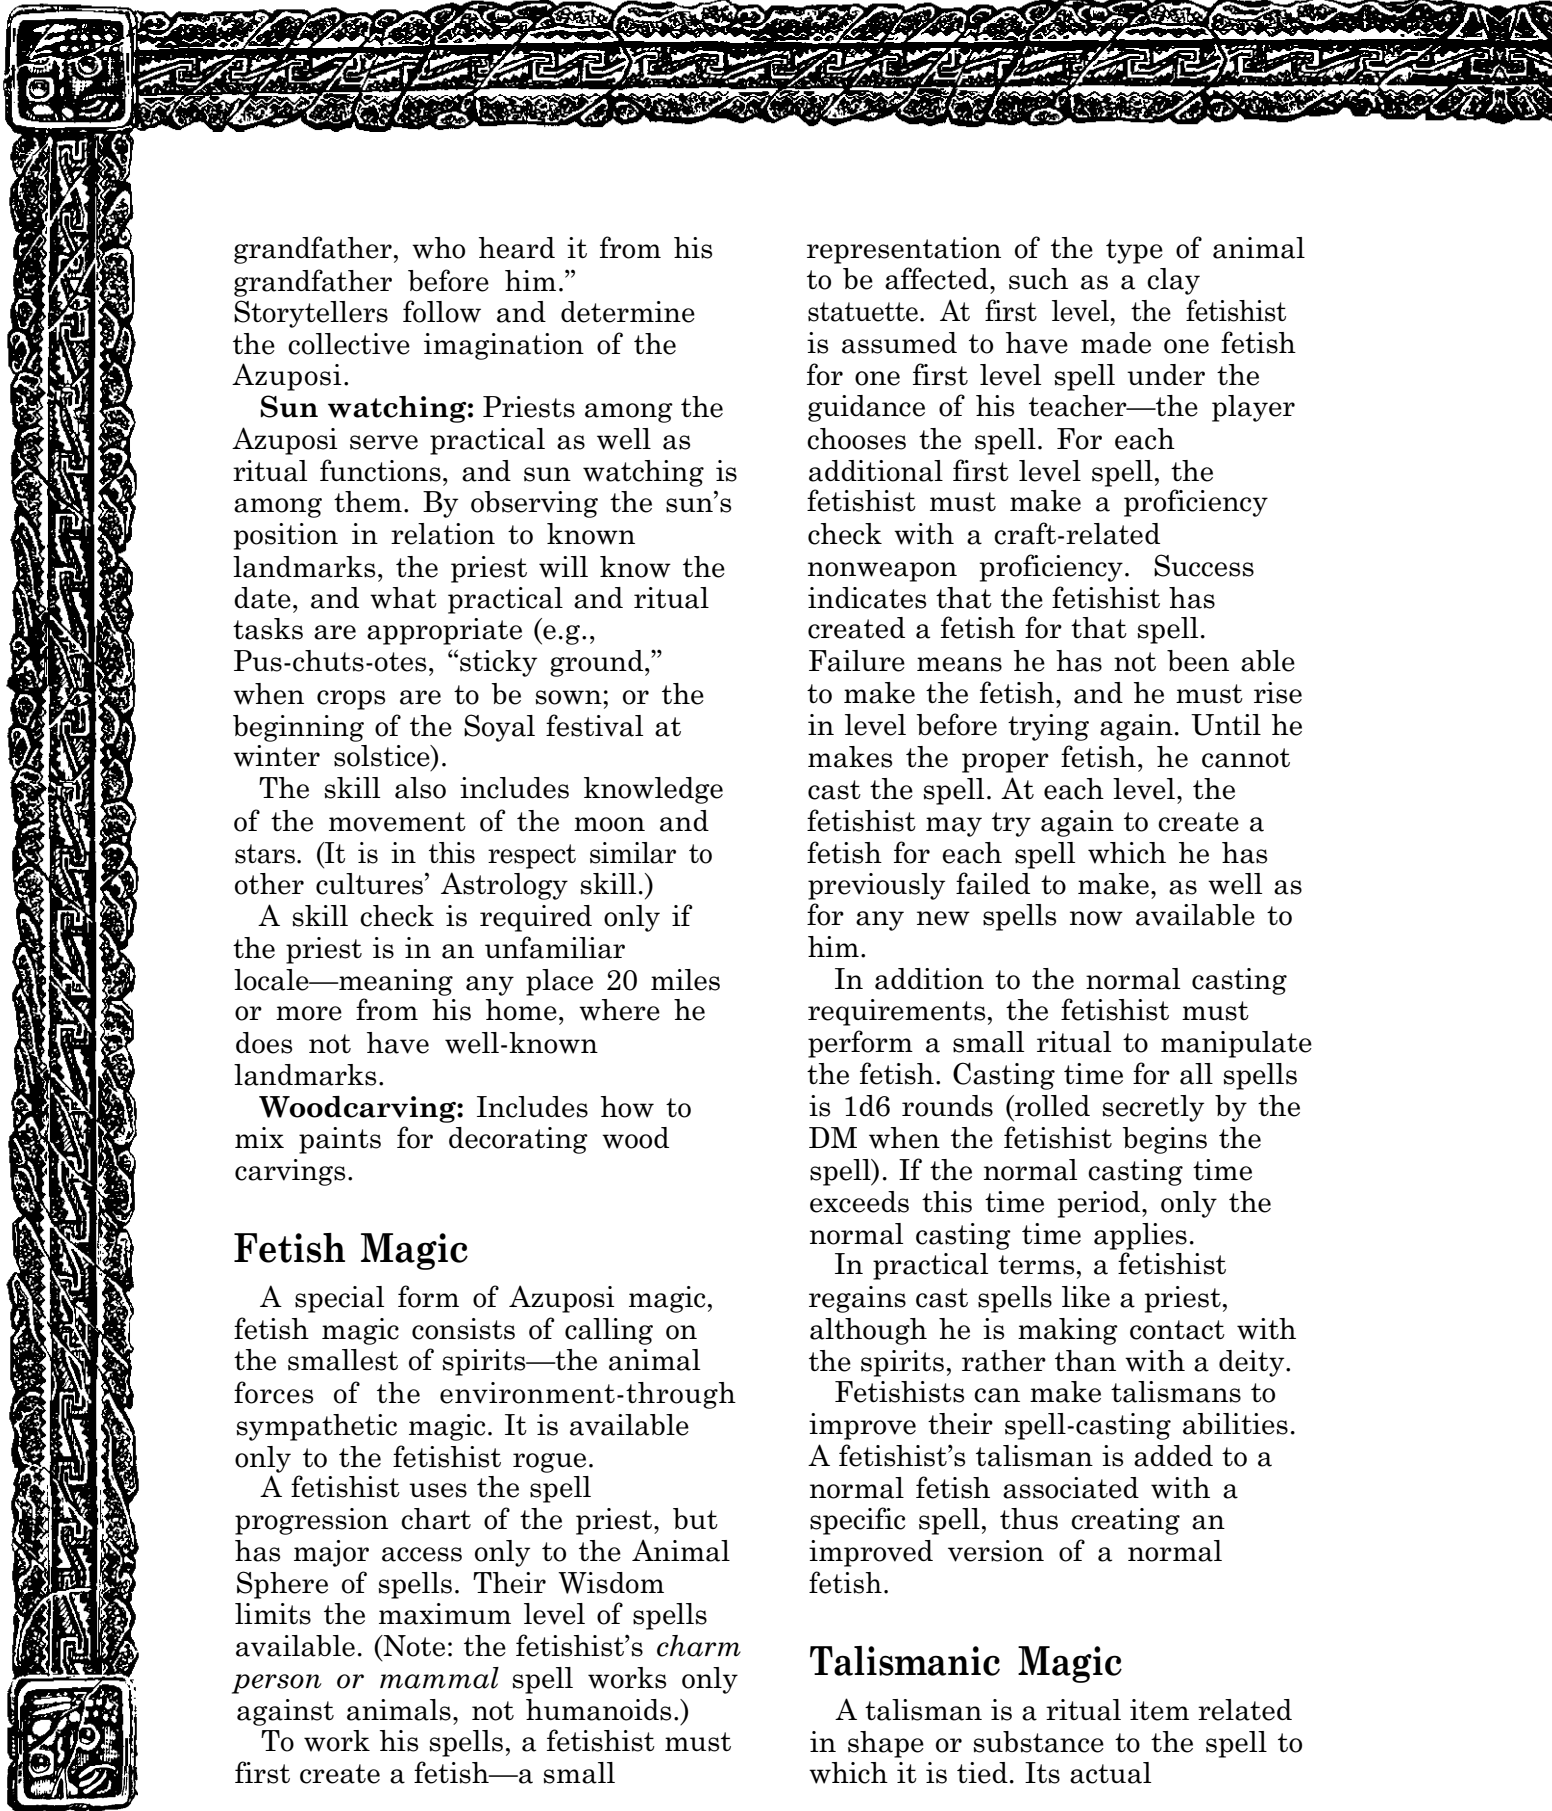 grandfather, who heard it from his
grandfather before him.”
Storytellers follow and determine
the collective imagination of the
Azuposi.
Sun watching: Priests among the
Azuposi serve practical as well as
ritual functions, and sun watching is
among them. By observing the sun’s
position in relation to known
landmarks, the priest will know the
date, and what practical and ritual
tasks are appropriate (e.g.,
Pus-chuts-otes, “sticky ground,”
when crops are to be sown; or the
beginning of the Soyal festival at
winter solstice).
The skill also includes knowledge
of the movement of the moon and
stars. (It is in this respect similar to
other cultures’ Astrology skill.)
A skill check is required only if
the priest is in an unfamiliar
locale—meaning any place 20 miles
or more from his home, where he
does not have well-known
landmarks.
Woodcarving: Includes how to
mix paints for decorating wood
carvings.
Fetish Magic
A special form of Azuposi magic,
fetish magic consists of calling on
the smallest of spirits—the animal
forces of the environment-through
sympathetic magic. It is available
only to the fetishist rogue.
A fetishist uses the spell
progression chart of the priest, but
has major access only to the Animal
Sphere of spells. Their Wisdom
limits the maximum level of spells
available. (Note: the fetishist’s charm
person or mammal spell works only
against animals, not humanoids.)
To work his spells, a fetishist must
first create a fetish—a small
representation of the type of animal
to be affected, such as a clay
statuette. At first level, the fetishist
is assumed to have made one fetish
for one first level spell under the
guidance of his teacher—the player
chooses the spell. For each
additional first level spell, the
fetishist must make a proficiency
check with a craft-related
nonweapon proficiency. Success
indicates that the fetishist has
created a fetish for that spell.
Failure means he has not been able
to make the fetish, and he must rise
in level before trying again. Until he
makes the proper fetish, he cannot
cast the spell. At each level, the
fetishist may try again to create a
fetish for each spell which he has
previously failed to make, as well as
for any new spells now available to
him.
In addition to the normal casting
requirements, the fetishist must
perform a small ritual to manipulate
the fetish. Casting time for all spells
is 1d6 rounds (rolled secretly by the
DM when the fetishist begins the
spell). If the normal casting time
exceeds this time period, only the
normal casting time applies.
In practical terms, a fetishist
regains cast spells like a priest,
although he is making contact with
the spirits, rather than with a deity.
Fetishists can make talismans to
improve their spell-casting abilities.
A fetishist’s talisman is added to a
normal fetish associated with a
specific spell, thus creating an
improved version of a normal
fetish.
Talismanic Magic
A talisman is a ritual item related
in shape or substance to the spell to
which it is tied. Its actual